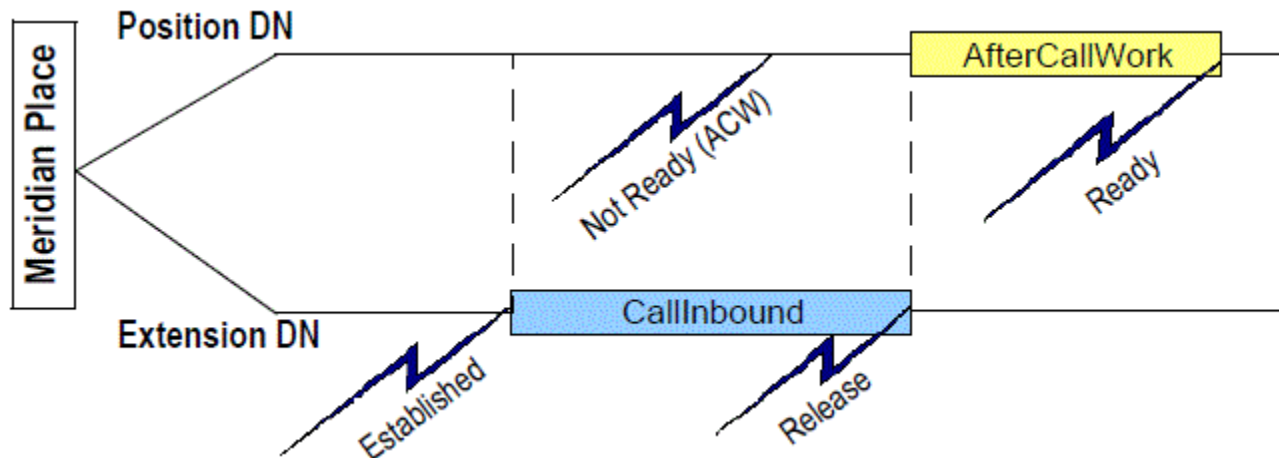 Meridian Place
Position DN
AfterCallWork
Not Ready (ACW)
Ready
CallInbound
Extension DN
Established
Release